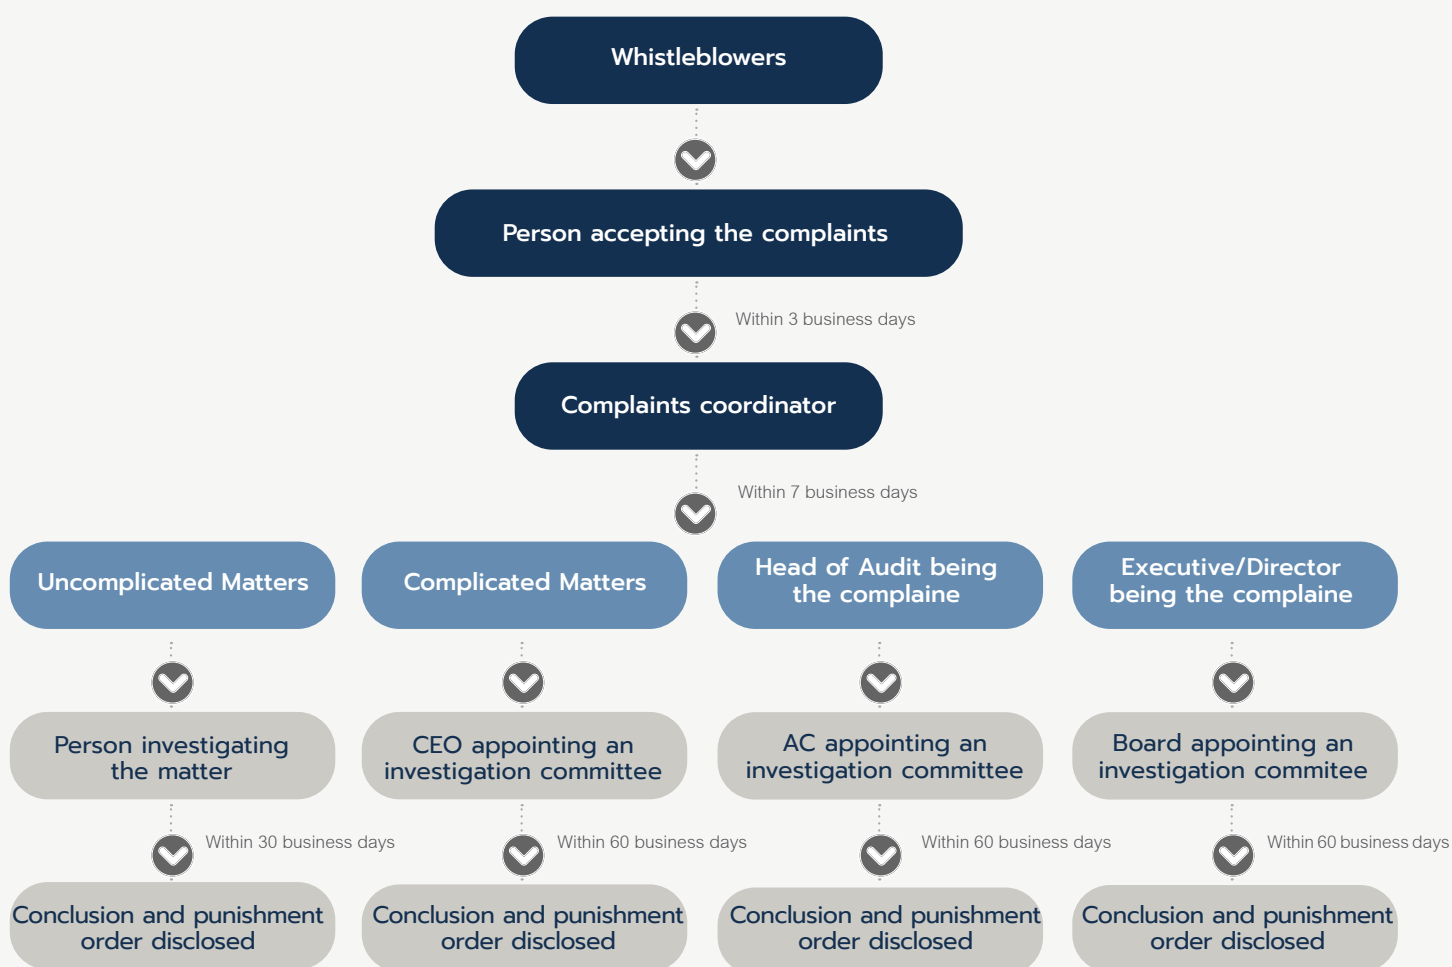 Whistleblowers
Person accepting the complaints
Within 3 business days
Complaints coordinator
Within 7 business days
Uncomplicated Matters
Complicated Matters
Head of Audit being
the complaine
Executive/Director
being the complaine
Person investigating
the matter
CEO appointing an
investigation committee
AC appointing an
investigation committee
Board appointing an
investigation commitee
Within 30 business days
Within 60 business days
Within 60 business days
Within 60 business days
Conclusion and punishment
order disclosed
Conclusion and punishment
order disclosed
Conclusion and punishment
order disclosed
Conclusion and punishment
order disclosed